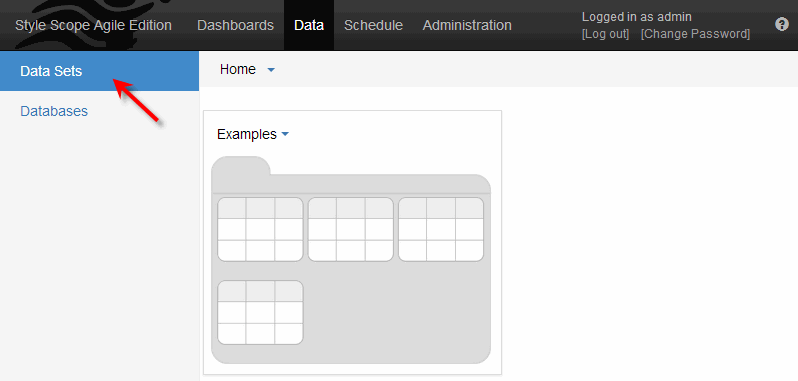 Style Scope Agile Edition Dashboards Data Schedule Administration
Logged in as admin
[Log out] [Change Password]
?
Data Sets
Databases
Home
Examples